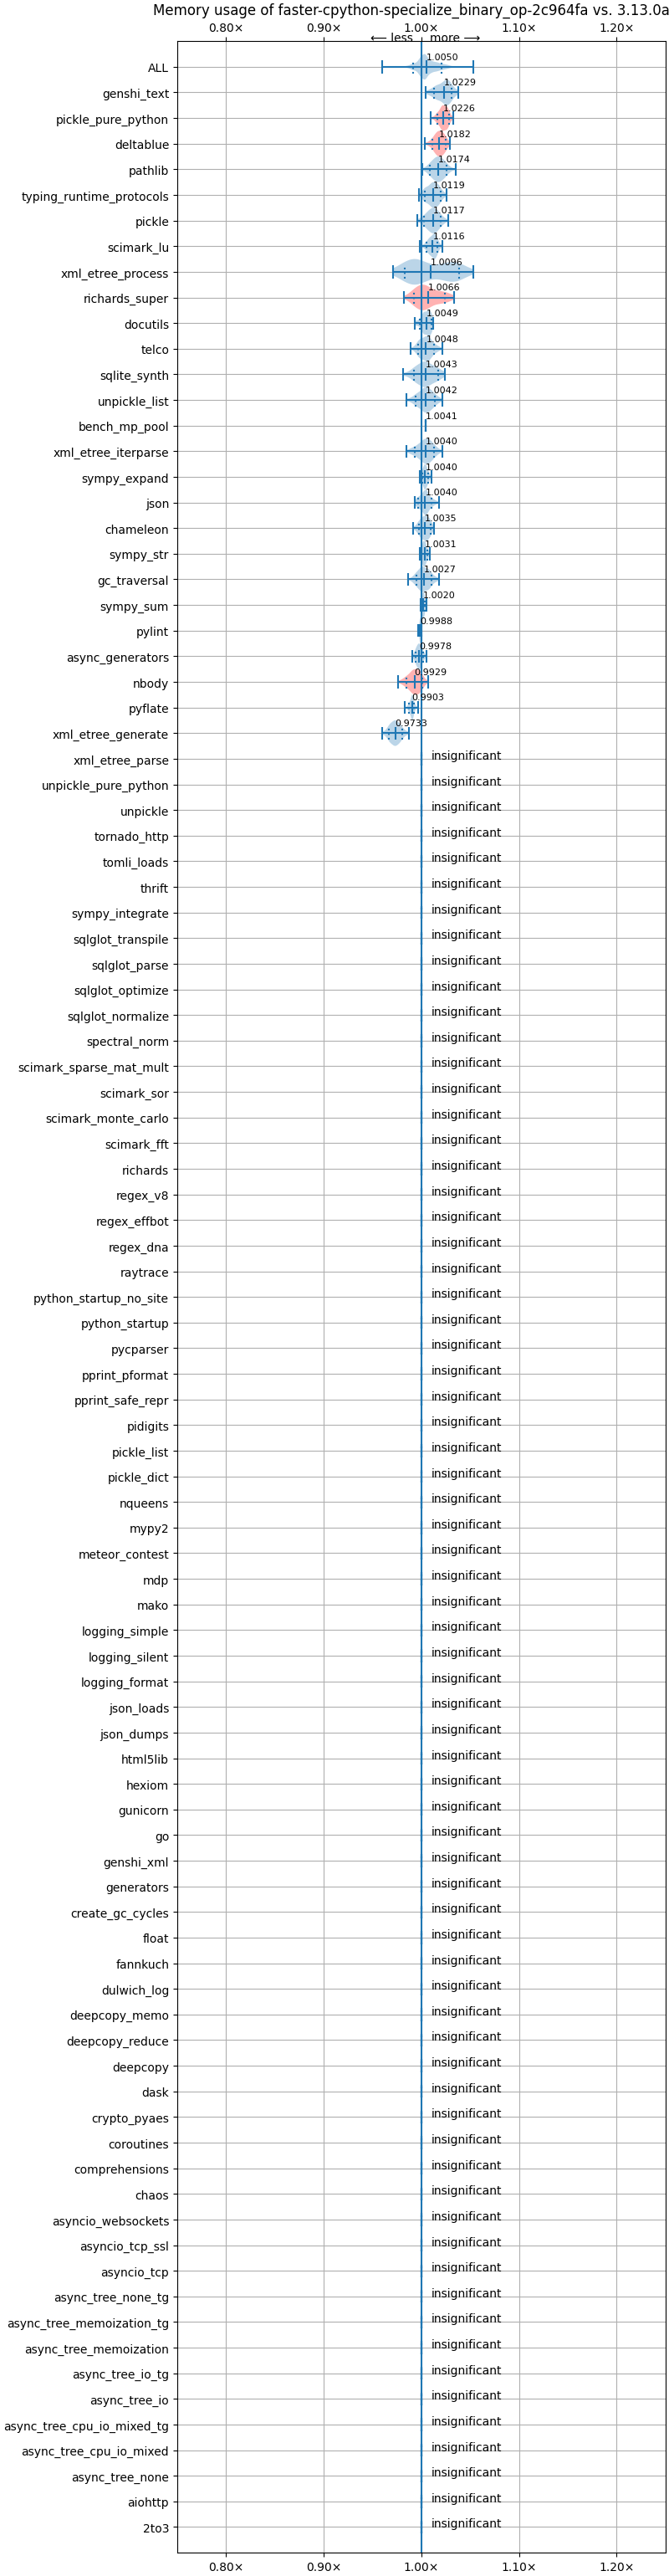 Memory usage of faster-cpython-specialize_binary_op-2c964fa vs. 3.13.0a
0.80× 0.90× 1.00× 1.10× 1.20×
⟵ less more ⟶
ALL 1.0050
genshi_text 1.0229
pickle_pure_python 1.0226
deltablue 1.0182
pathlib 1.0174
typing_runtime_protocols 1.0119
pickle 1.0117
scimark_lu 1.0116
xml_etree_process 1.0096
richards_super 1.0066
docutils 1.0049
telco 1.0048
sqlite_synth 1.0043
unpickle_list 1.0042
bench_mp_pool 1.0041
xml_etree_iterparse 1.0040
sympy_expand 1.0040
json 1.0040
chameleon 1.0035
sympy_str 1.0031
gc_traversal 1.0027
sympy_sum 1.0020
pylint 0.9988
async_generators 0.9978
nbody 0.9929
pyflate 0.9903
xml_etree_generate 0.9733
xml_etree_parse insignificant
unpickle_pure_python insignificant
unpickle insignificant
tornado_http insignificant
tomli_loads insignificant
thrift insignificant
sympy_integrate insignificant
sqlglot_transpile insignificant
sqlglot_parse insignificant
sqlglot_optimize insignificant
sqlglot_normalize insignificant
spectral_norm insignificant
scimark_sparse_mat_mult insignificant
scimark_sor insignificant
scimark_monte_carlo insignificant
scimark_fft insignificant
richards insignificant
regex_v8 insignificant
regex_effbot insignificant
regex_dna insignificant
raytrace insignificant
python_startup_no_site insignificant
python_startup insignificant
pycparser insignificant
pprint_pformat insignificant
pprint_safe_repr insignificant
pidigits insignificant
pickle_list insignificant
pickle_dict insignificant
nqueens insignificant
mypy2 insignificant
meteor_contest insignificant
mdp insignificant
mako insignificant
logging_simple insignificant
logging_silent insignificant
logging_format insignificant
json_loads insignificant
json_dumps insignificant
html5lib insignificant
hexiom insignificant
gunicorn insignificant
go insignificant
genshi_xml insignificant
generators insignificant
create_gc_cycles insignificant
float insignificant
fannkuch insignificant
dulwich_log insignificant
deepcopy_memo insignificant
deepcopy_reduce insignificant
deepcopy insignificant
dask insignificant
crypto_pyaes insignificant
coroutines insignificant
comprehensions insignificant
chaos insignificant
asyncio_websockets insignificant
asyncio_tcp_ssl insignificant
asyncio_tcp insignificant
async_tree_none_tg insignificant
async_tree_memoization_tg insignificant
async_tree_memoization insignificant
async_tree_io_tg insignificant
async_tree_io insignificant
async_tree_cpu_io_mixed_tg insignificant
async_tree_cpu_io_mixed insignificant
async_tree_none insignificant
aiohttp insignificant
2to3 insignificant
0.80× 0.90× 1.00× 1.10× 1.20×